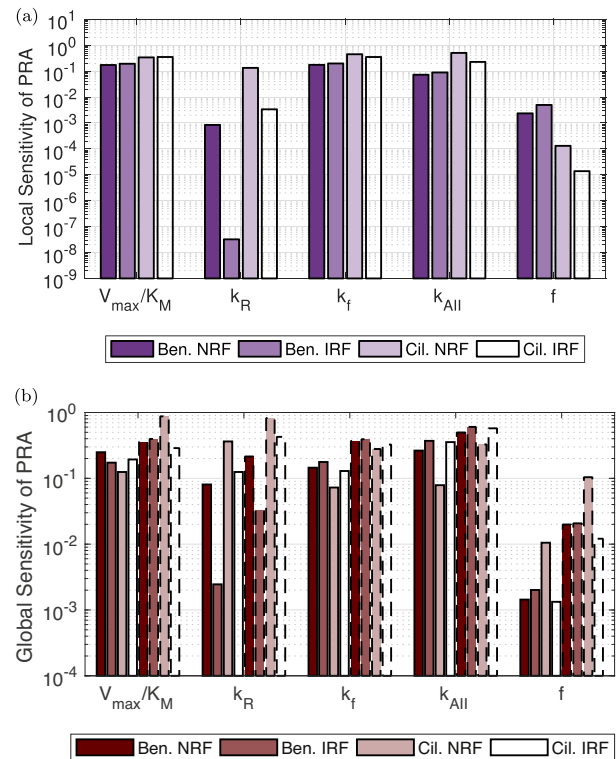 (a)
Local Sensitivity of PRA
10^1
10^0
10^-1
10^-2
10^-3
10^-4
10^-5
10^-6
10^-7
10^-8
10^-9
V_max/K_M k_R k_f k_AII f
Ben. NRF Ben. IRF Cil. NRF Cil. IRF
(b)
Global Sensitivity of PRA
10^0
10^-1
10^-2
10^-3
10^-4
V_max/K_M k_R k_f k_AII f
Ben. NRF Ben. IRF Cil. NRF Cil. IRF